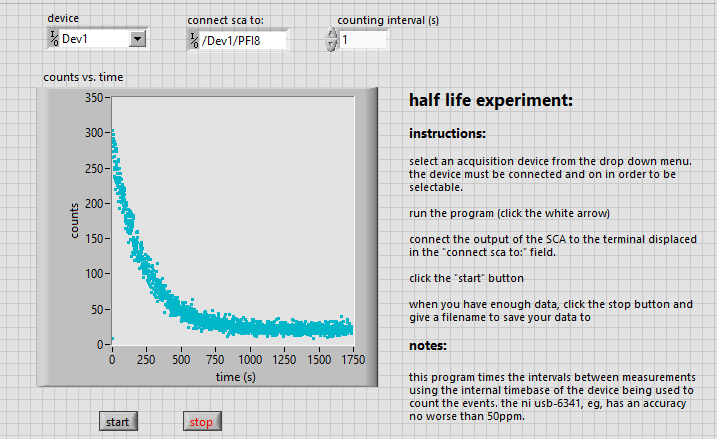 device
connect sca to:
counting interval (s)
I/O Dev1
I/O /Dev1/PFI8
1
counts vs. time
350
300
250
200
150
100
50
0
counts
0 250 500 750 1000 1250 1500 1750
time (s)
start
stop
half life experiment:
instructions:
select an acquisition device from the drop down menu.
the device must be connected and on in order to be
selectable.
run the program (click the white arrow)
connect the output of the SCA to the terminal displaced
in the "connect sca to:" field.
click the "start" button
when you have enough data, click the stop button and
give a filename to save your data to
notes:
this program times the intervals between measurements
using the internal timebase of the device being used to
count the events. the ni usb-6341, eg, has an accuracy
no worse than 50ppm.